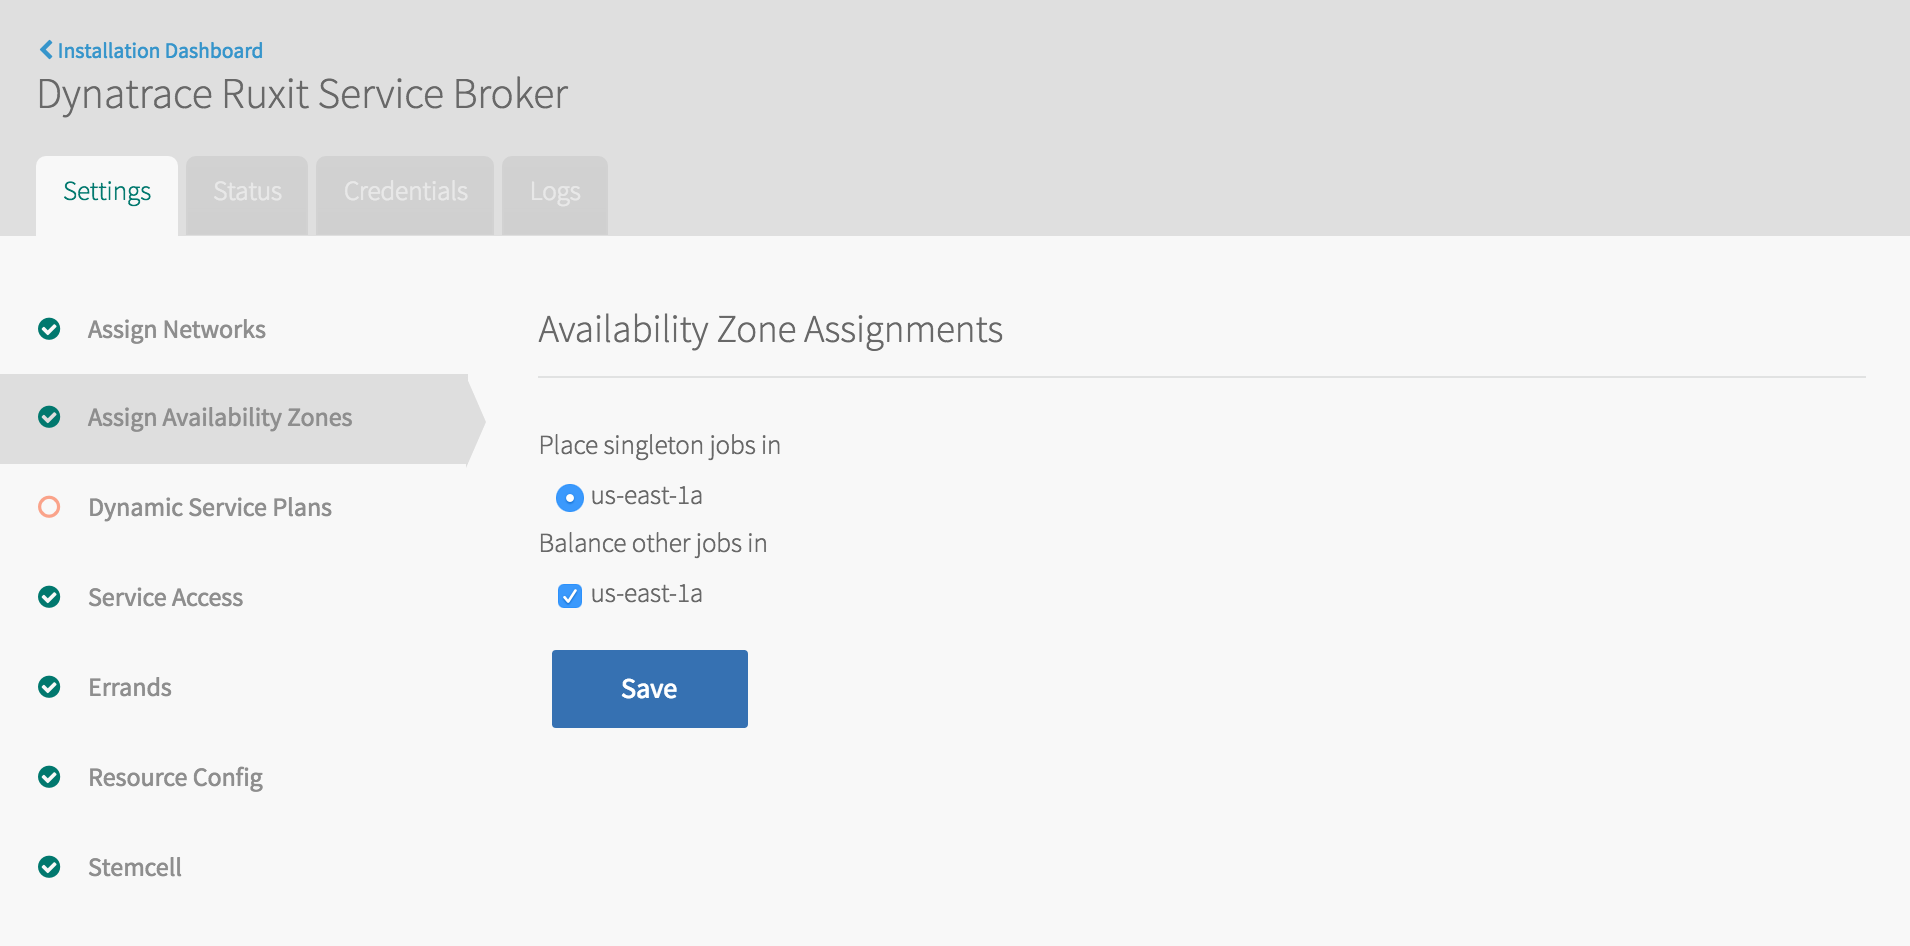 Installation Dashboard
Dynatrace Ruxit Service Broker
Settings
Status
Credentials
Logs
Assign Networks
Assign Availability Zones
Dynamic Service Plans
Service Access
Errands
Resource Config
Stemcell
Availability Zone Assignments
Place singleton jobs in
us-east-1a
Balance other jobs in
us-east-1a
Save